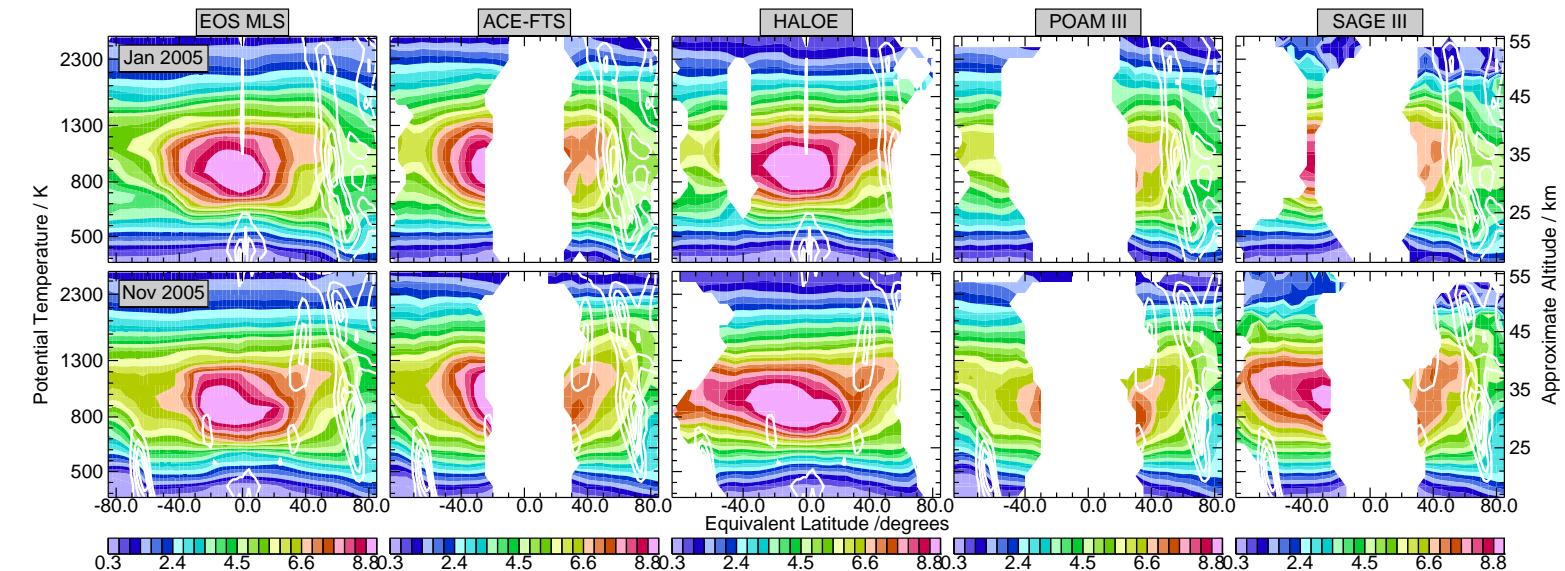 EOS MLS ACE-FTS HALOE POAM III SAGE III
Jan 2005
2300
1300
800
500
55
45
35
25
Nov 2005
2300
1300
800
500
55
45
35
25
Potential Temperature / K
Approximate Altitude / km
-80.0 -40.0 0.0 40.0 80.0 -40.0 0.0 40.0 80.0 -40.0 0.0 40.0 80.0 -40.0 0.0 40.0 80.0 -40.0 0.0 40.0 80.0
Equivalent Latitude /degrees
0.3 2.4 4.5 6.6 8.8 0.3 2.4 4.5 6.6 8.8 0.3 2.4 4.5 6.6 8.8 0.3 2.4 4.5 6.6 8.8 0.3 2.4 4.5 6.6 8.8